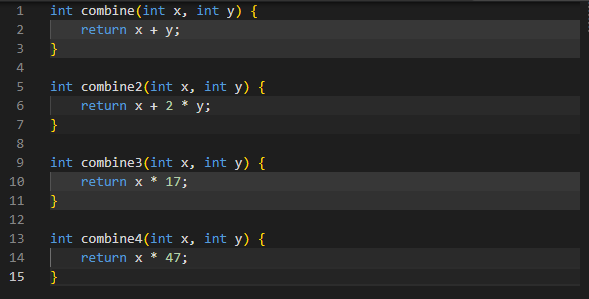 1 int combine(int x, int y) {
2 return x + y;
3 }
4
5 int combine2(int x, int y) {
6 return x + 2 * y;
7 }
8
9 int combine3(int x, int y) {
10 return x * 17;
11 }
12
13 int combine4(int x, int y) {
14 return x * 47;
15 }